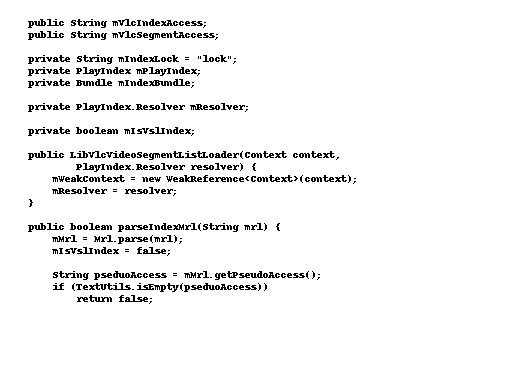 public String mVlcIndexAccess;
public String mVlcSegmentAccess;
private String mIndexLock = "lock";
private PlayIndex mPlayIndex;
private Bundle mIndexBundle;
private PlayIndex.Resolver mResolver;
private boolean mIsVslIndex;
public LibVlcVideoSegmentListLoader(Context context,
PlayIndex.Resolver resolver) {
mWeakContext = new WeakReference<Context>(context);
mResolver = resolver;
}
public boolean parseIndexMrl(String mrl) {
mMrl = Mrl.parse(mrl);
mIsVslIndex = false;
String pseduoAccess = mMrl.getPseudoAccess();
if (TextUtils.isEmpty(pseduoAccess))
return false;